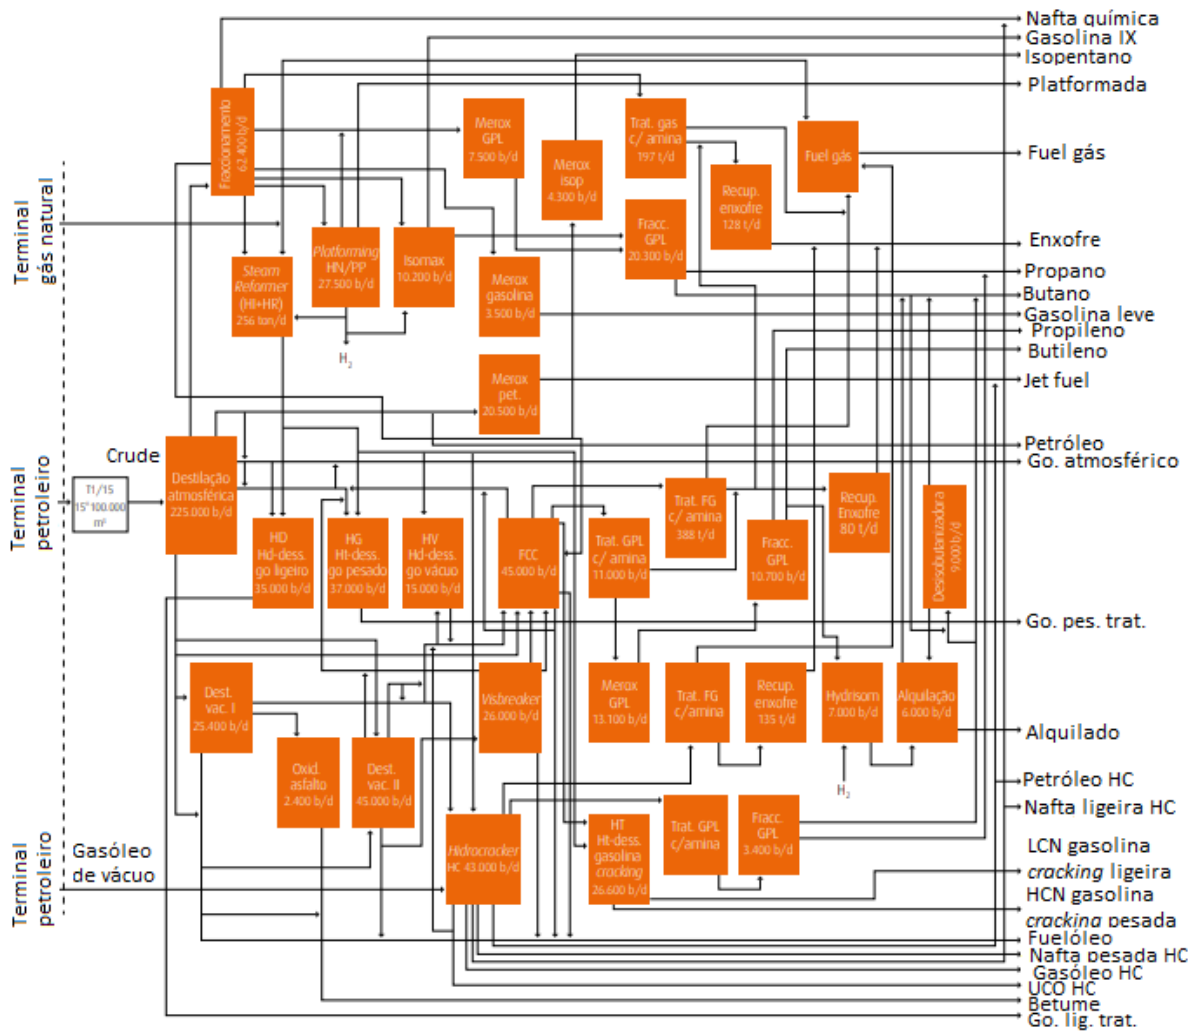 Nafta química
Gasolina IX
Isopentano
Platformada
Fraccionamento
62.400 b/d
Merox
GPL
7.500 b/d
Merox
isop
4.300 b/d
Trat. gas
c/ amina
197 t/d
Fuel gás
Fuel gás
Recup.
enxofre
128 t/d
Terminal
gás natural
Steam
Reformer
(HI+HR)
256 ton/d
Platforming
HN/PP
27.500 b/d
Isomax
10.200 b/d
Merox
gasolina
3.500 b/d
Fracc.
GPL
20.300 b/d
Enxofre
Propano
Butano
Gasolina leve
Propileno
Butileno
H2
Merox
pet.
20.500 b/d
Jet fuel
Terminal
petroleiro
T1/15
15* 100.000
m³
Crude
Destilação
atmosférica
225.000 b/d
Petróleo
Go. atmosférico
HD
Hd-dess.
go ligeiro
35.000 b/d
HG
Ht-dess.
go pesado
37.000 b/d
HV
Hd-dess.
go vácuo
15.000 b/d
FCC
45.000 b/d
Trat. GPL
c/ amina
11.000 b/d
Trat. FG
c/ amina
388 t/d
Fracc.
GPL
10.700 b/d
Recup.
Enxofre
80 t/d
Desisobutanizadora
9.000 b/d
Go. pes. trat.
Dest.
vac. I
25.400 b/d
Oxid.
asfalto
2.400 b/d
Dest.
vac. II
45.000 b/d
Visbreaker
26.000 b/d
Merox
GPL
13.100 b/d
Trat. FG
c/amina
Recup.
enxofre
135 t/d
Hydrisom
7.000 b/d
Alquilação
6.000 b/d
Alquilado
H2
Terminal
petroleiro
Gasóleo
de vácuo
Hidrocracker
HC 43.000 b/d
HT
Ht-dess.
gasolina
cracking
26.600 b/d
Trat. GPL
c/amina
Fracc.
GPL
3.400 b/d
Petróleo HC
Nafta ligeira HC
LCN gasolina
cracking ligeira
HCN gasolina
cracking pesada
Fuelóleo
Nafta pesada HC
Gasóleo HC
UCO HC
Betume
Go. lig. trat.